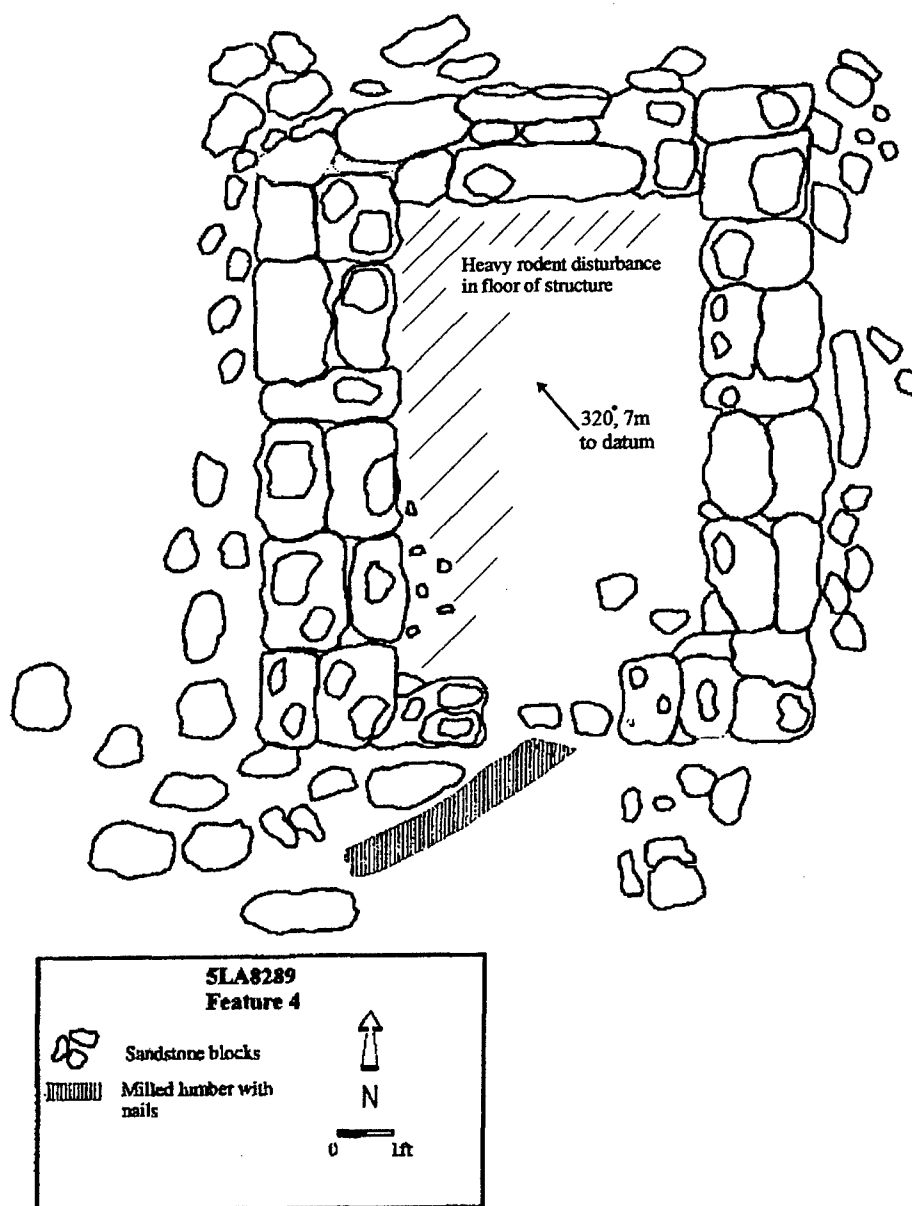 Heavy rodent disturbance
in floor of structure
320°, 7m
to datum
5LA8289
Feature 4
Sandstone blocks
Milled lumber with
nails
N
0 1ft